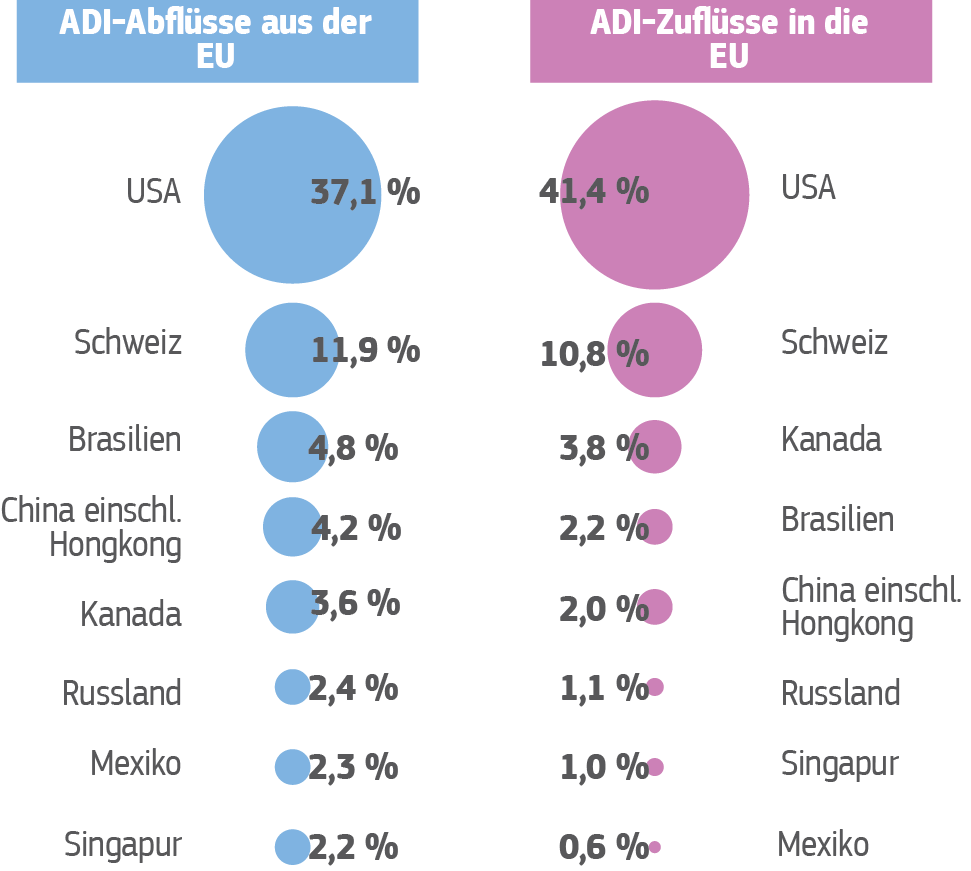 ADI-Abflüsse aus der
EU
USA
37,1 %
Schweiz
11,9 %
Brasilien
4,8 %
China einschl.
Hongkong
4,2 %
Kanada
3,6 %
Russland
2,4 %
Mexiko
2,3 %
Singapur
2,2 %
ADI-Zuflüsse in die
EU
41,4 %
USA
10,8 %
Schweiz
3,8 %
Kanada
2,2 %
Brasilien
2,0 %
China einschl.
Hongkong
1,1 %
Russland
1,0 %
Singapur
0,6 %
Mexiko